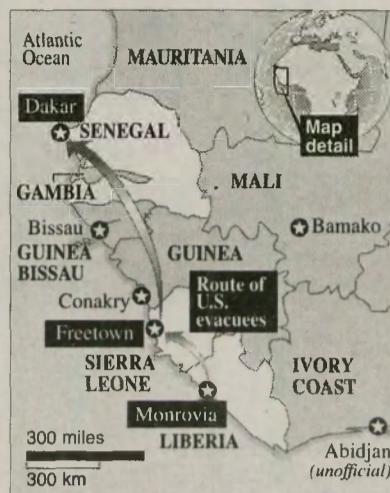 Atlantic
Ocean
MAURITANIA
Dakar
SENEGAL
Map
detail
GAMBIA
MALI
Bissau
Bamako
GUINEA
BISSAU
GUINEA
Route of
U.S.
evacuees
Conakry
Freetown
SIERRA
LEONE
IVORY
COAST
Monrovia
LIBERIA
300 miles
300 km
Abidjan
(unofficial)